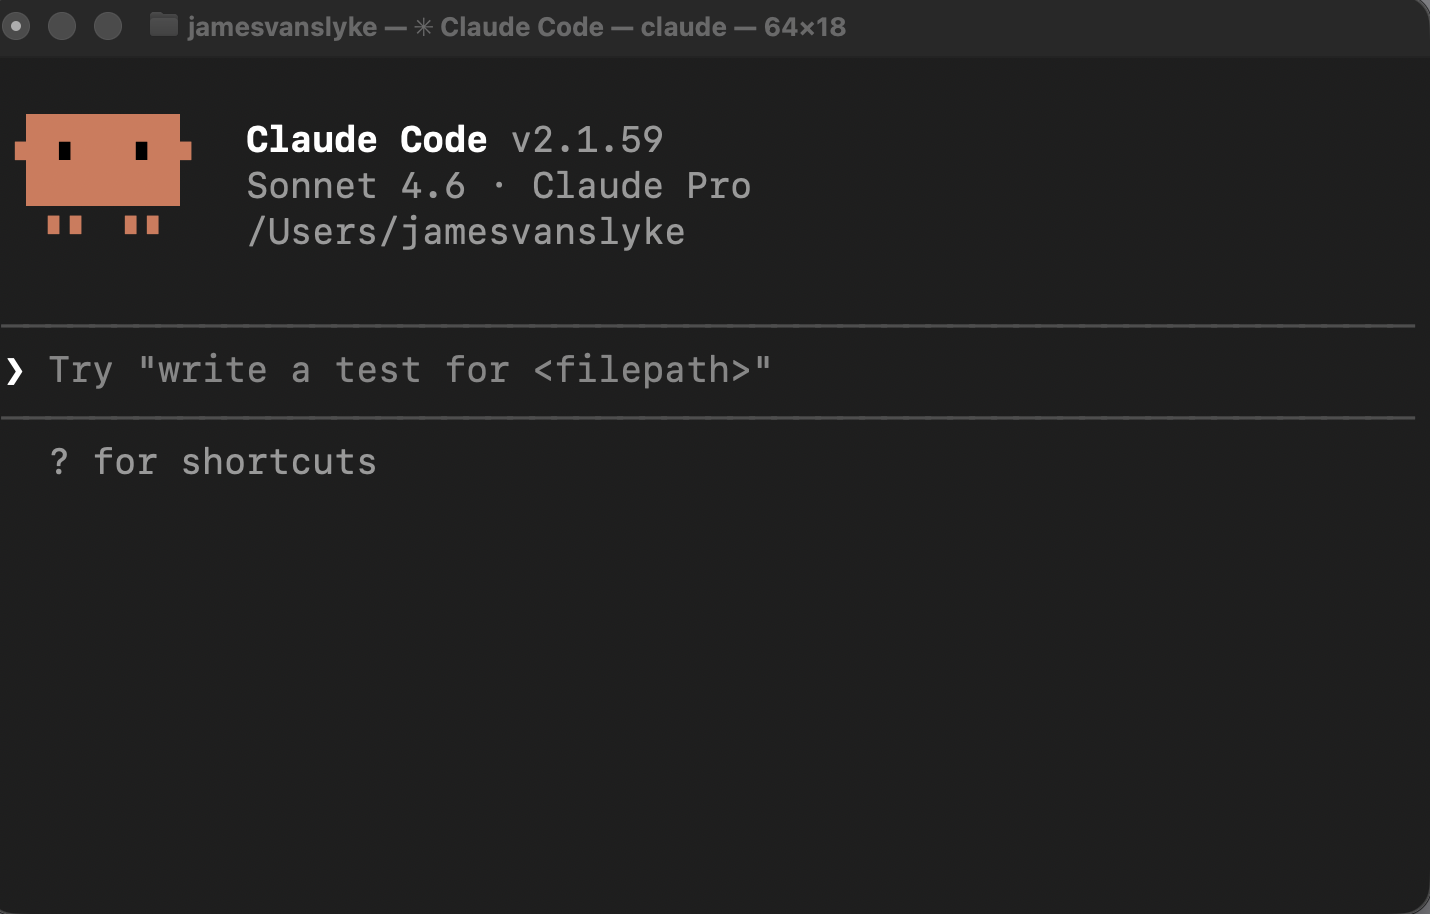 jamesvanslyke — ✳ Claude Code — claude — 64×18
Claude Code v2.1.59
Sonnet 4.6 · Claude Pro
/Users/jamesvanslyke
❯ Try "write a test for <filepath>"
? for shortcuts